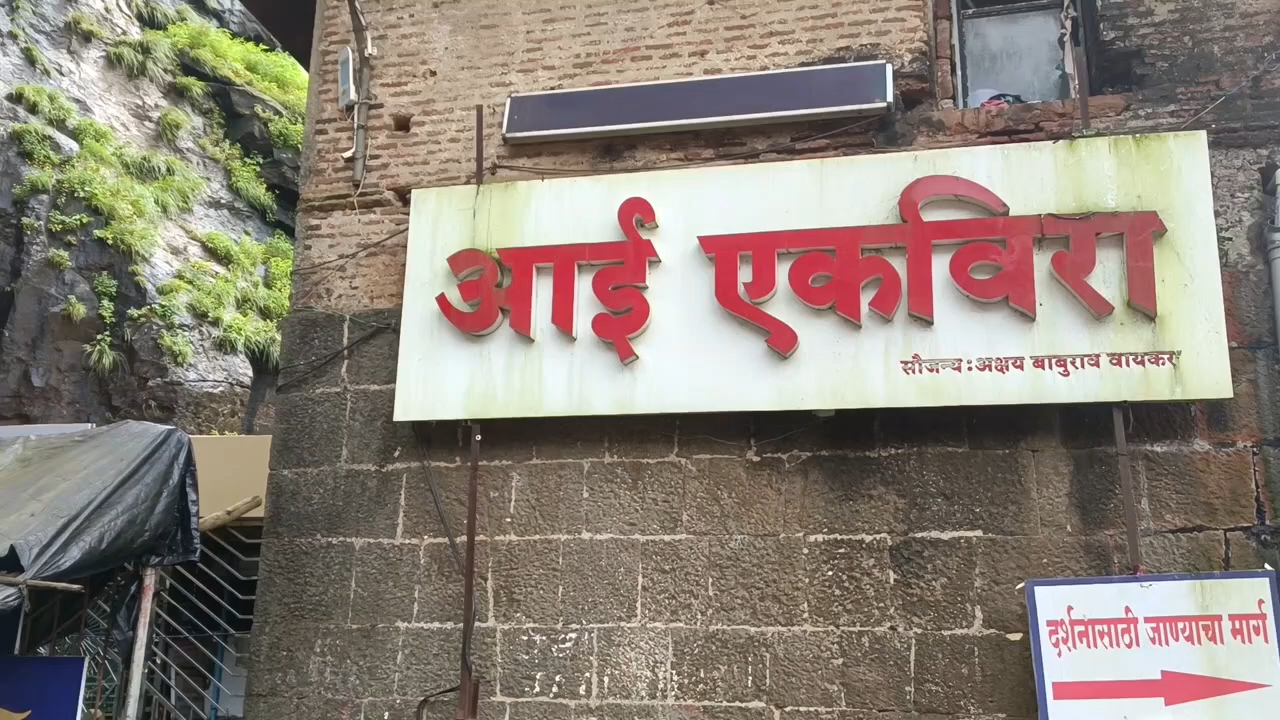 आई एकविरा
सौजन्य : अक्षय बाबुराव वायकर
दर्शनासाठी जाण्याचा मार्ग